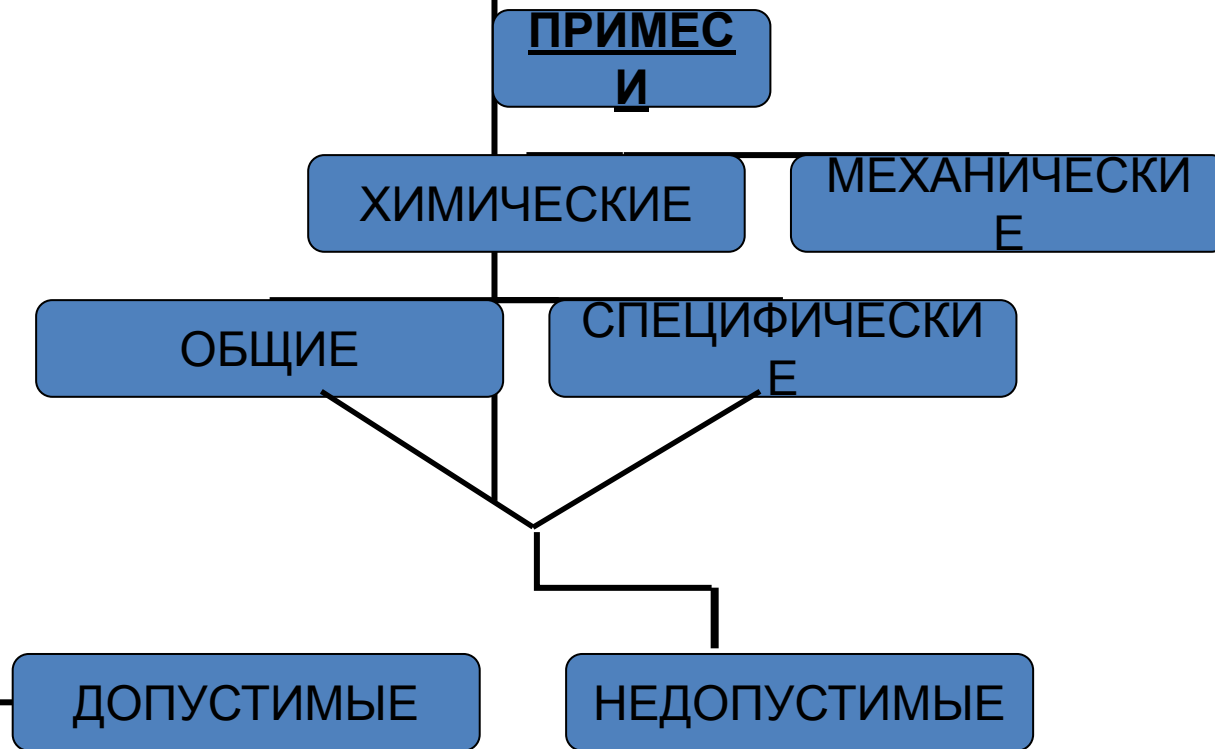 ПРИМЕС
И
ХИМИЧЕСКИЕ
МЕХАНИЧЕСКИ
Е
ОБЩИЕ
СПЕЦИФИЧЕСКИ
Е
ДОПУСТИМЫЕ
НЕДОПУСТИМЫЕ